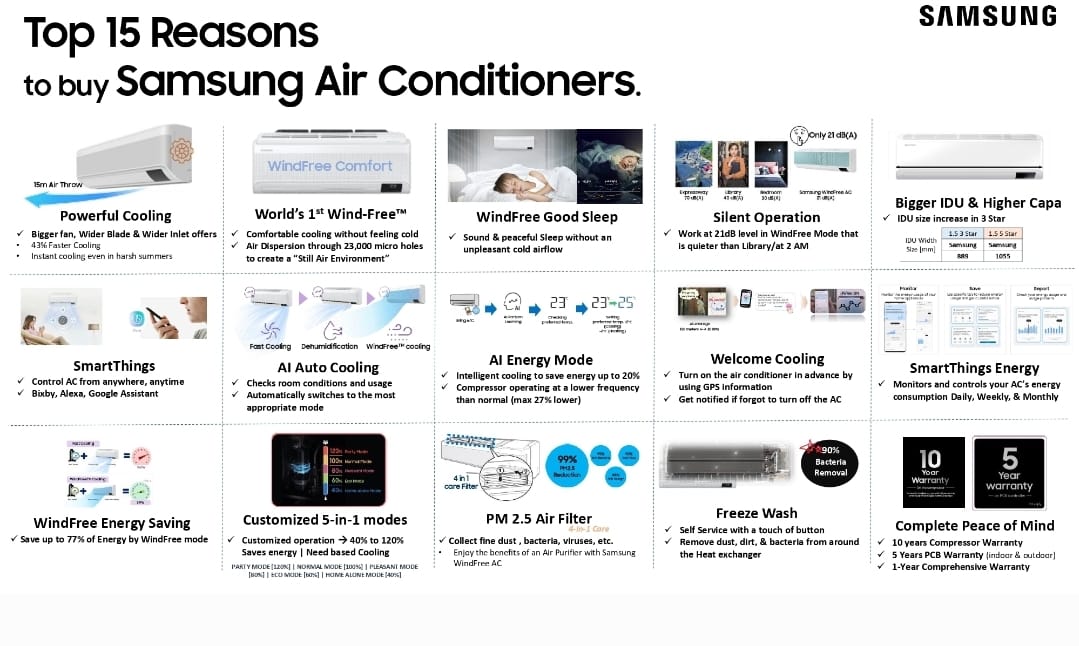 Top 15 Reasons
to buy Samsung Air Conditioners.
SAMSUNG
15m Air Throw
Powerful Cooling
✓ Bigger fan, Wider Blade & Wider Inlet offers
• 43% Faster Cooling
• Instant cooling even in harsh summers
WindFree Comfort
World's 1st Wind-Free™
✓ Comfortable cooling without feeling cold
✓ Air Dispersion through 23,000 micro holes
to create a "Still Air Environment"
WindFree Good Sleep
✓ Sound & peaceful Sleep without an
unpleasant cold airflow
Only 21 dB(A)
Expressway
70 dB(A)
Library
Bedroom
Samsung WindFree AC
Silent Operation
✓ Work at 21dB level in WindFree Mode that
is quieter than Library/at 2 AM
Bigger IDU & Higher Capa
✓ IDU size increase in 3 Star
IDU Width
Size [mm]
1.5 3 Star
1.5 5 Star
Samsung
Samsung
889
1055
SmartThings
✓ Control AC from anywhere, anytime
✓ Bixby, Alexa, Google Assistant
Fast Cooling
Dehumidification
WindFree™ cooling
AI Auto Cooling
✓ Checks room conditions and usage
✓ Automatically switches to the most
appropriate mode
AI
23°
23°→25°
AI Energy Mode
✓ Intelligent cooling to save energy up to 20%
✓ Compressor operating at a lower frequency
than normal (max 27% lower)
Welcome Cooling
✓ Turn on the air conditioner in advance by
using GPS information
✓ Get notified if forgot to turn off the AC
Monitor
Save
Report
SmartThings Energy
✓ Monitors and controls your AC's energy
consumption Daily, Weekly, & Monthly
WindFree Energy Saving
✓ Save up to 77% of Energy by WindFree mode
120% Party Mode
100% Normal Mode
80% Pleasant Mode
60% Eco Mode
40% Home alone Mode
Customized 5-in-1 modes
✓ Customized operation → 40% to 120%
Saves energy | Need based Cooling
PARTY MODE [120%] | NORMAL MODE [100%] | PLEASANT MODE
[80%] | ECO MODE [60%] | HOME ALONE MODE [40%]
4 in 1
care Filter
99%
PM2.5
Reduction
PM 2.5 Air Filter
4-in-1 Care
✓ Collect fine dust , bacteria, viruses, etc.
• Enjoy the benefits of an Air Purifier with Samsung
WindFree AC
90%
Bacteria
Removal
Freeze Wash
✓ Self Service with a touch of button
✓ Remove dust, dirt, & bacteria from around
the Heat exchanger
10
Year
Warranty
5
Year
warranty
Complete Peace of Mind
✓ 10 years Compressor Warranty
✓ 5 Years PCB Warranty (indoor & outdoor)
✓ 1-Year Comprehensive Warranty